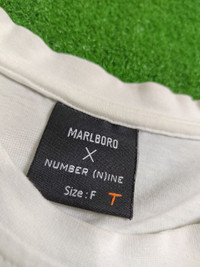 MARLBORO
X
NUMBER (N)INE
Size : F T